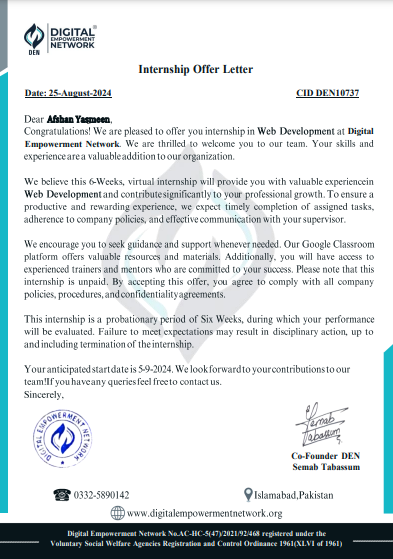 DIGITAL
EMPOWERMENT
NETWORK
DEN
Internship Offer Letter
Date: 25-August-2024 CID DEN10737
Dear Afshan Yasmeen,
Congratulations! We are pleased to offer you internship in Web Development at Digital
Empowerment Network. We are thrilled to welcome you to our team. Your skills and
experience are a valuable addition to our organization.
We believe this 6-Weeks, virtual internship will provide you with valuable experiencein
Web Development and contribute significantly to your professional growth. To ensure a
productive and rewarding experience, we expect timely completion of assigned tasks,
adherence to company policies, and effective communication with your supervisor.
We encourage you to seek guidance and support whenever needed. Our Google Classroom
platform offers valuable resources and materials. Additionally, you will have access to
experienced trainers and mentors who are committed to your success. Please note that this
internship is unpaid. By accepting this offer, you agree to comply with all company
policies, procedures, and confidentiality agreements.
This internship is a probationary period of Six Weeks, during which your performance
will be evaluated. Failure to meet expectations may result in disciplinary action, up to
and including termination of the internship.
Your anticipated start date is 5-9-2024. We look forward to your contributions to our
team!If you have any queries feel free to contact us.
Sincerely,
DIGITAL EMPOWERMENT NETWORK
Semab
Tabassum
Co-Founder DEN
Semab Tabassum
0332-5890142 Islamabad,Pakistan
www.digitalempowermentnetwork.org
Digital Empowerment Network No.AC-HC-5(47)/2021/92/468 registered under the
Voluntary Social Welfare Agencies Registration and Control Ordinance 1961(XLVI of 1961)